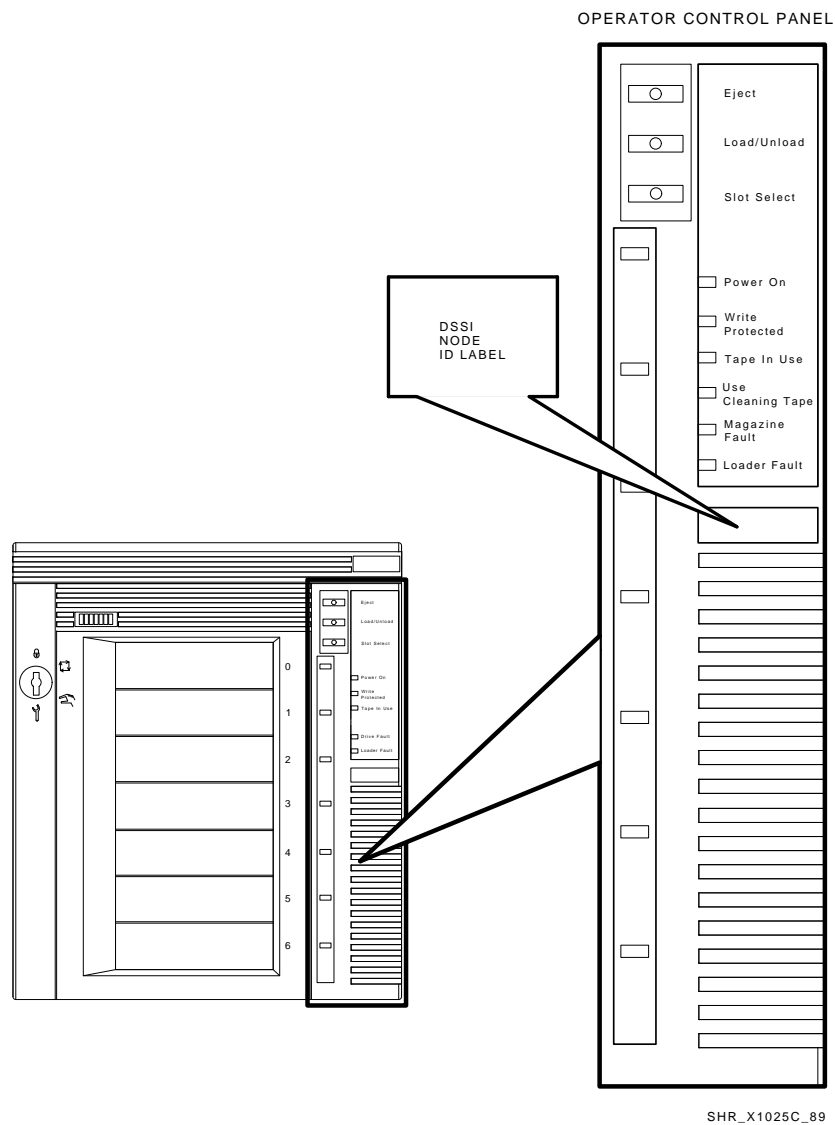 OPERATOR CONTROL PANEL
Eject
Load/Unload
Slot Select
Power On
Write
Protected
Tape In Use
Use
Cleaning Tape
Magazine
Fault
Loader Fault
DSSI
NODE
ID LABEL
Eject
Load/Unload
Slot Select
Power On
Write
Protected
Tape In Use
Drive Fault
Loader Fault
0
1
2
3
4
5
6
SHR_X1025C_89